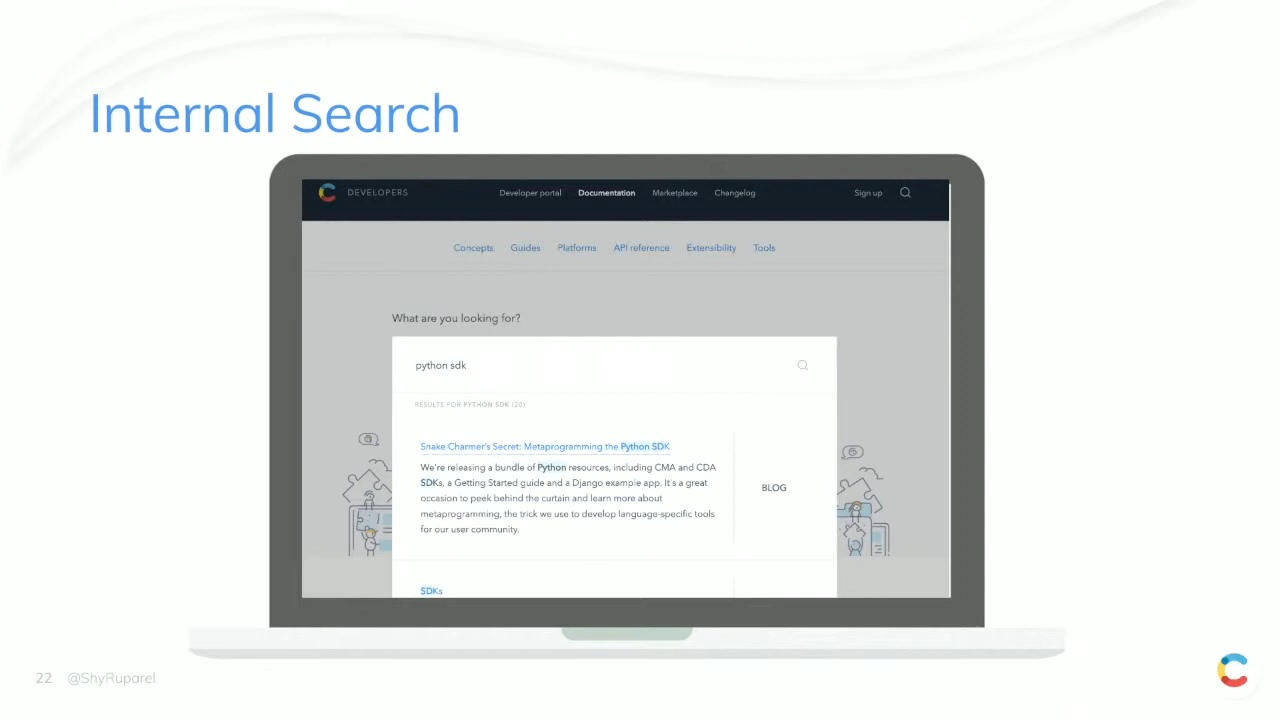 Internal Search
DEVELOPERS
Developer portal Documentation Marketplace Changelog
Sign up
Concepts Guides Platforms API reference Extensibility Tools
What are you looking for?
python sdk
RESULTS FOR PYTHON SDK (20)
Snake Charmer's Secret: Metaprogramming the Python SDK
We're releasing a bundle of Python resources, including CMA and CDA
SDKs, a Getting Started guide and a Django example app. It's a great
occasion to peek behind the curtain and learn more about
metaprogramming, the trick we use to develop language-specific tools
for our user community.
BLOG
SDKs
22 @ShyRuparel